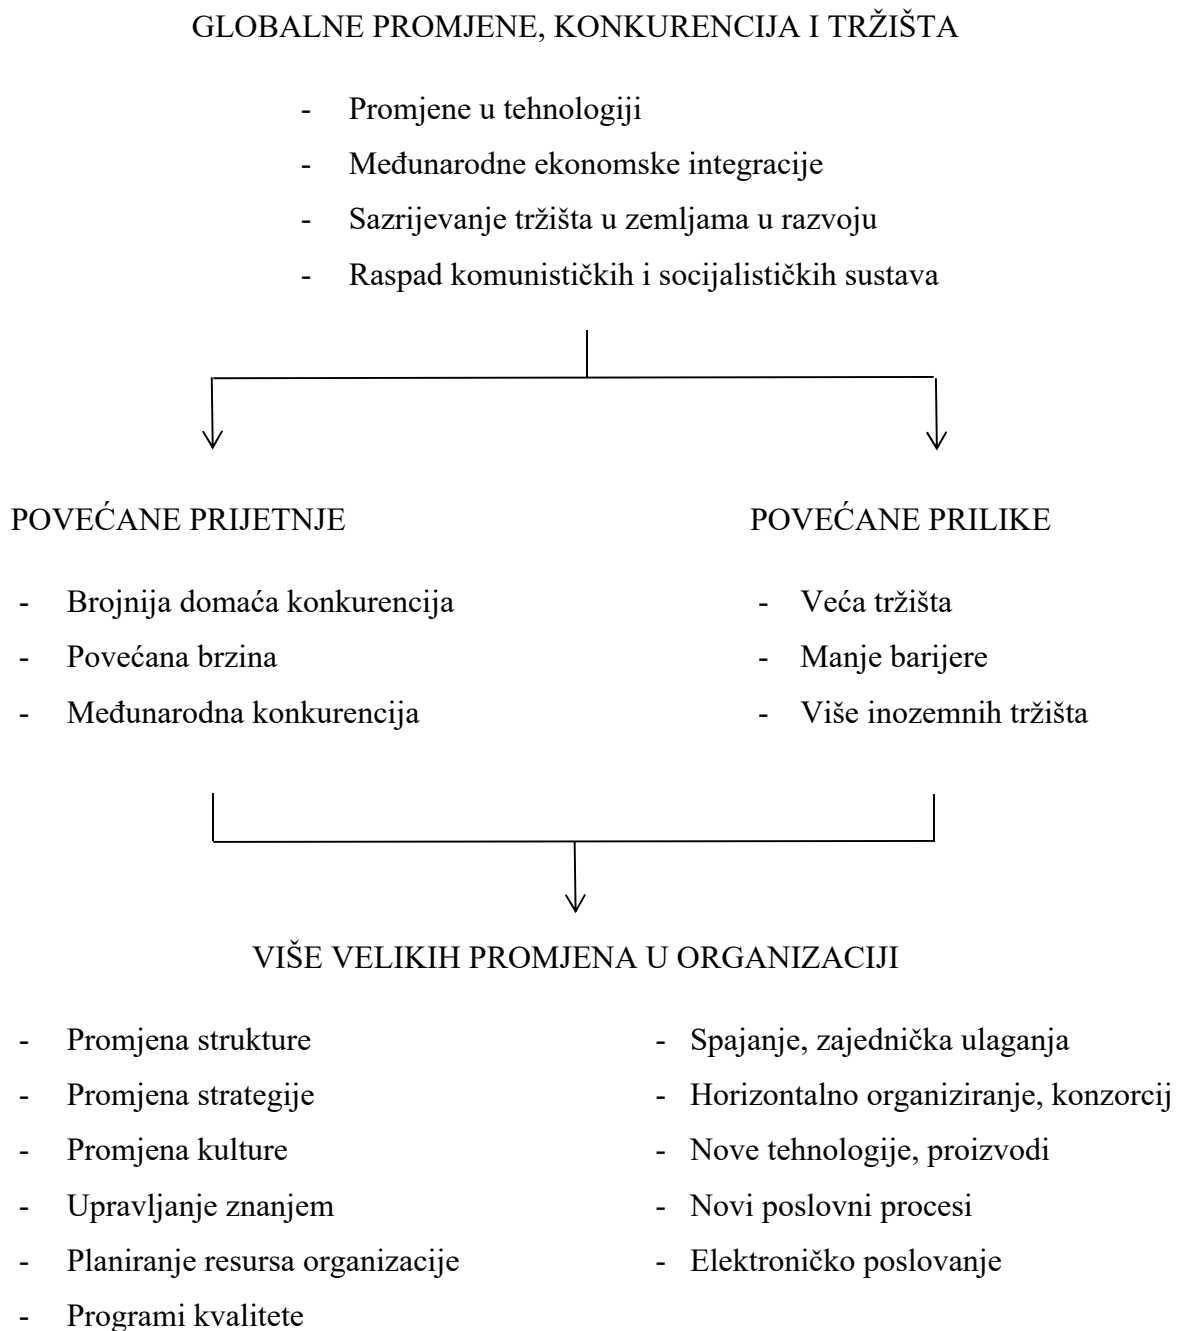 GLOBALNE PROMJENE, KONKURENCIJA I TRŽIŠTA
- Promjene u tehnologiji
- Međunarodne ekonomske integracije
- Sazrijevanje tržišta u zemljama u razvoju
- Raspad komunističkih i socijalističkih sustava
POVEĆANE PRIJETNJE
- Brojnija domaća konkurencija
- Povećana brzina
- Međunarodna konkurencija
POVEĆANE PRILIKE
- Veća tržišta
- Manje barijere
- Više inozemnih tržišta
VIŠE VELIKIH PROMJENA U ORGANIZACIJI
- Promjena strukture
- Promjena strategije
- Promjena kulture
- Upravljanje znanjem
- Planiranje resursa organizacije
- Programi kvalitete
- Spajanje, zajednička ulaganja
- Horizontalno organiziranje, konzorcij
- Nove tehnologije, proizvodi
- Novi poslovni procesi
- Elektroničko poslovanje